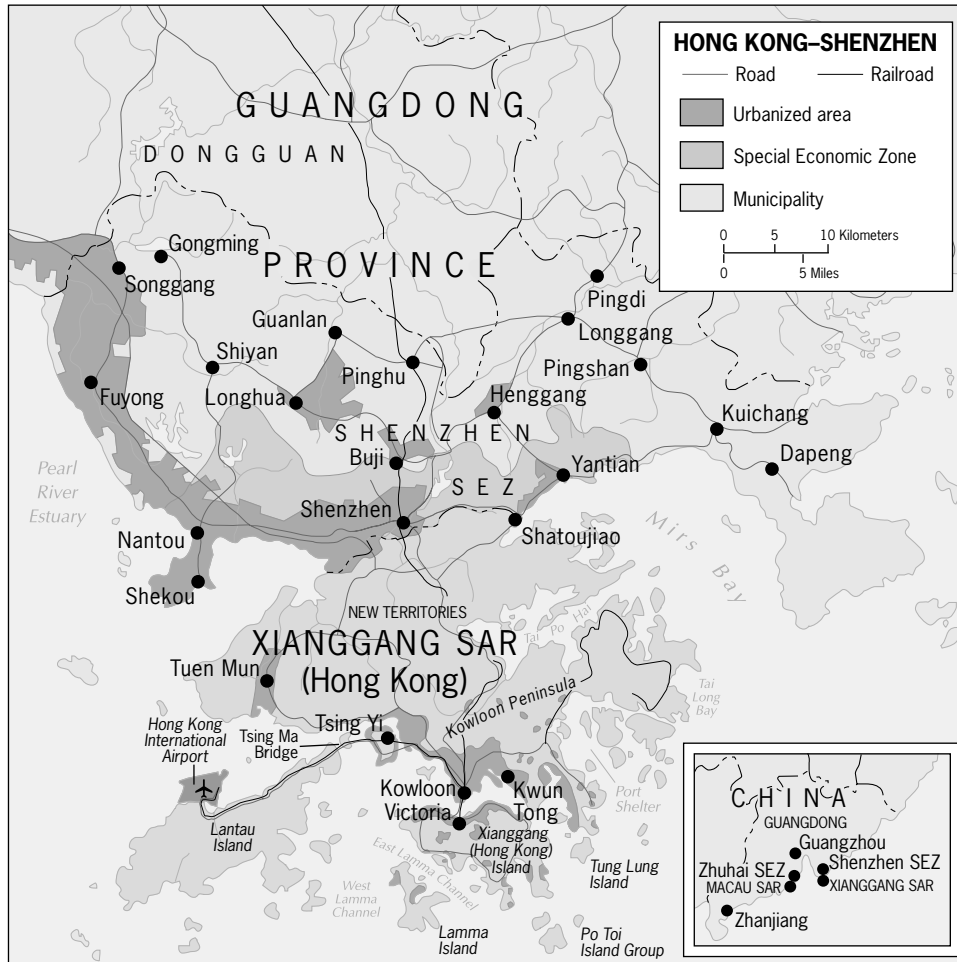 HONG KONG–SHENZHEN
Road
Railroad
Urbanized area
Special Economic Zone
Municipality
0 5 10 Kilometers
0 5 Miles
GUANGDONG
DONGGUAN
PROVINCE
Gongming
Songgang
Guanlan
Pingdi
Longgang
Shiyan
Pinghu
Pingshan
Fuyong
Longhua
Henggang
Kuichang
SHENZHEN
Buji
Dapeng
Yantian
Pearl
River
Estuary
SEZ
Shenzhen
Nantou
Shatoujiao
Mirs Bay
Shekou
NEW TERRITORIES
Tai Po Hai
XIANGGANG SAR
(Hong Kong)
Tuen Mun
Kowloon Peninsula
Tai
Long
Bay
Hong Kong
International
Airport
Tsing Ma
Bridge
Tsing Yi
Kowloon
Victoria
Kwun
Tong
Port
Shelter
Lantau
Island
Xianggang
(Hong Kong)
Island
East Lamma Channel
Tung Lung
Island
West
Lamma
Channel
Lamma
Island
Po Toi
Island Group
CHINA
GUANGDONG
Guangzhou
Shenzhen SEZ
Zhuhai SEZ
MACAU SAR
XIANGGANG SAR
Zhanjiang